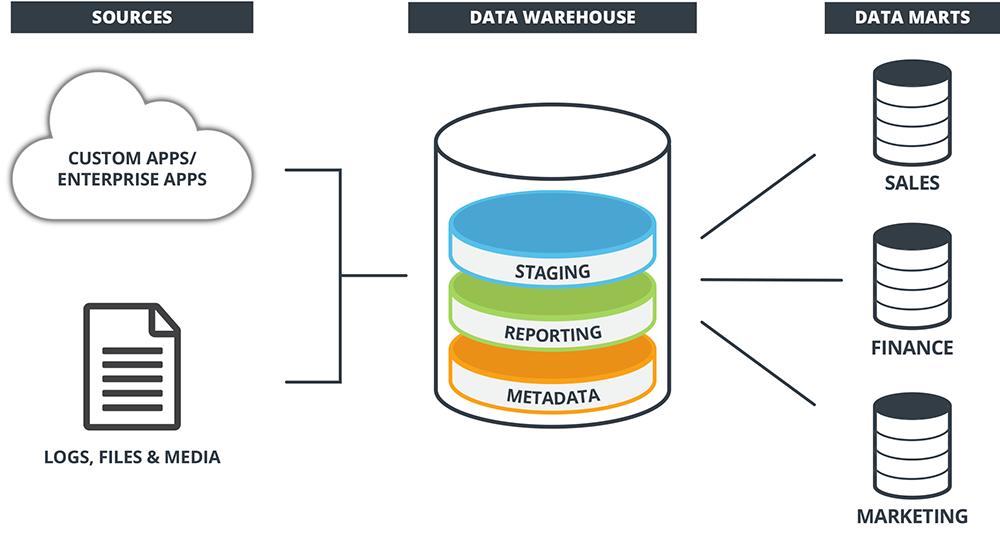 SOURCES
DATA WAREHOUSE
DATA MARTS
CUSTOM APPS/
ENTERPRISE APPS
LOGS, FILES & MEDIA
STAGING
REPORTING
METADATA
SALES
FINANCE
MARKETING